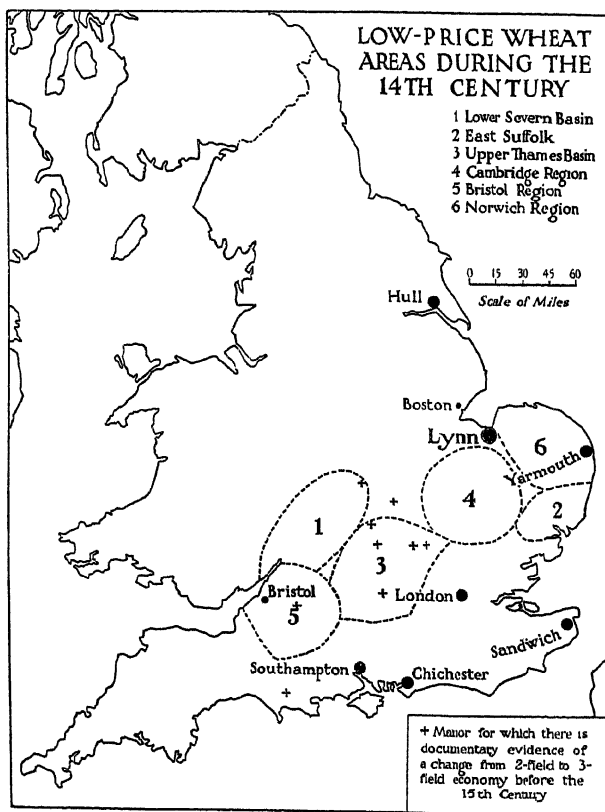 LOW-PRICE WHEAT
AREAS DURING THE
14TH CENTURY
1 Lower Severn Basin
2 East Suffolk
3 Upper Thames Basin
4 Cambridge Region
5 Bristol Region
6 Norwich Region
0 15 45 60
Scale of Miles
Hull
Boston
Lynn
6
Yarmouth
4
2
1
3
Bristol
5
London
Sandwich
Southampton
Chichester
+ Manor for which there is
documentary evidence of
a change from 2-field to 3-
field economy before the
15th Century